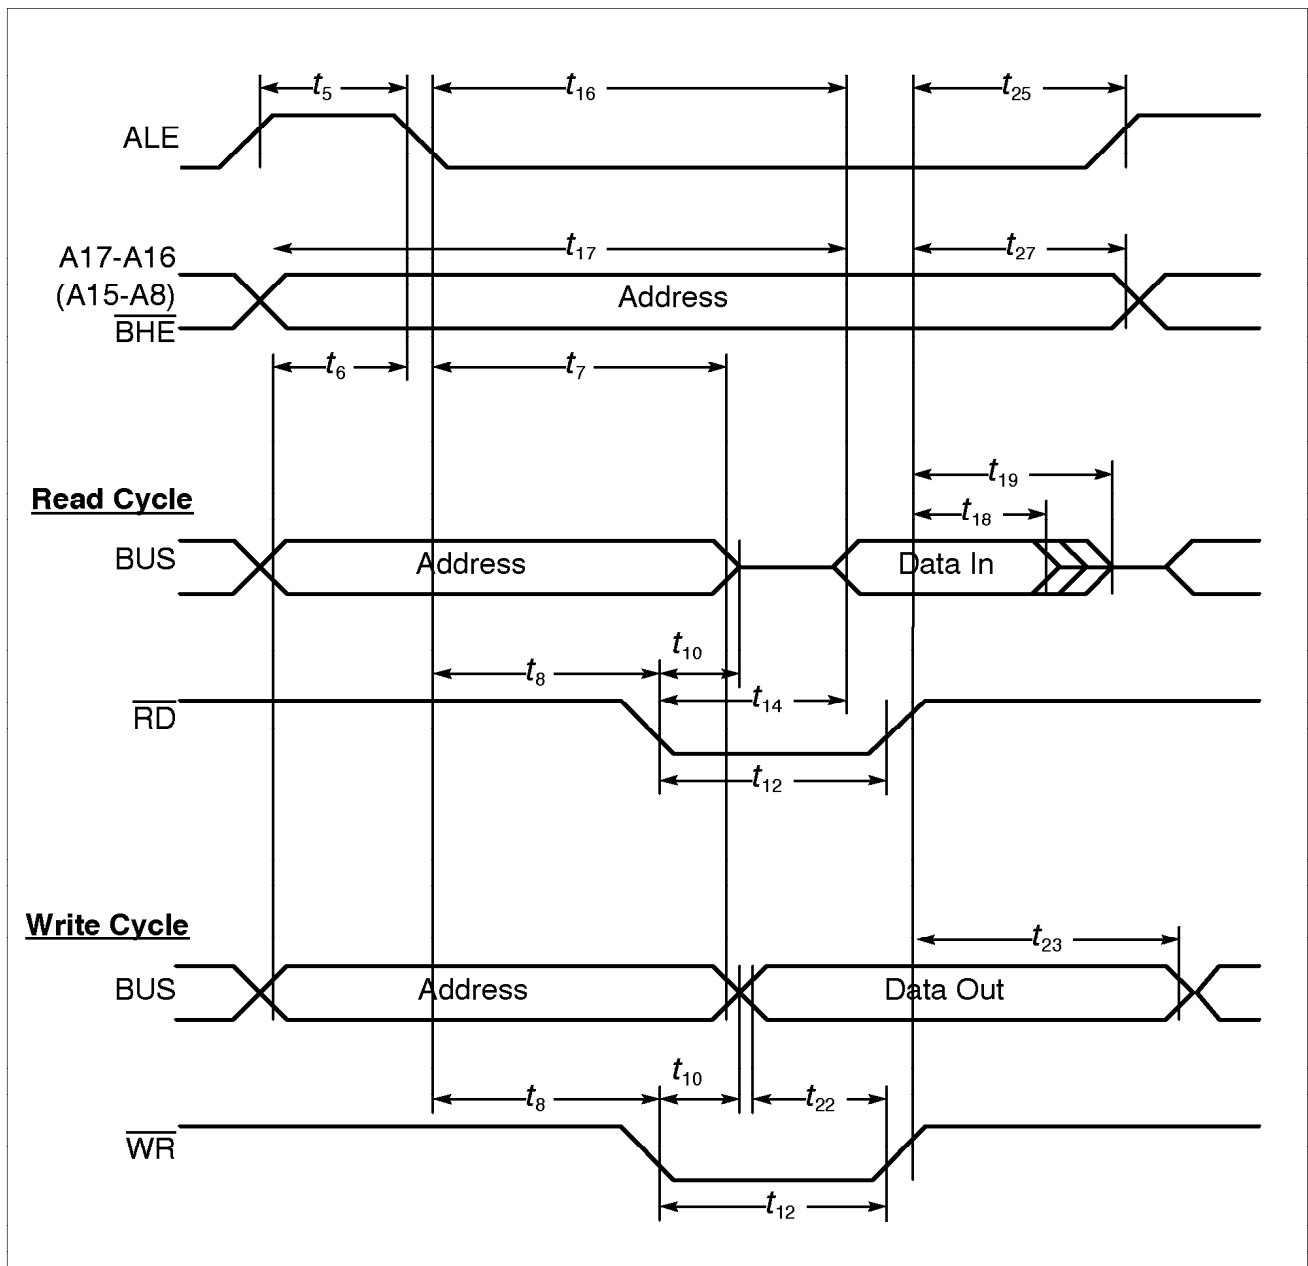 t5 t16 t25
ALE
A17-A16
(A15-A8)
BHE
t17 t27
Address
t6 t7
t19
Read Cycle
t18
BUS Address Data In
t10
t8
t14
RD
t12
Write Cycle
t23
BUS Address Data Out
t10
t8 t22
WR
t12